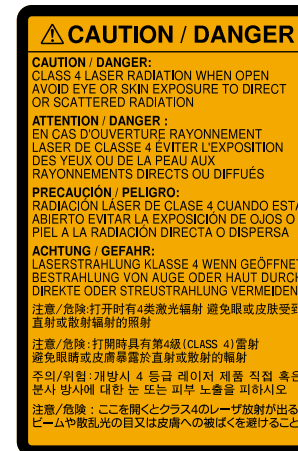 ⚠ CAUTION / DANGER
CAUTION / DANGER:
CLASS 4 LASER RADIATION WHEN OPEN
AVOID EYE OR SKIN EXPOSURE TO DIRECT
OR SCATTERED RADIATION
ATTENTION / DANGER :
EN CAS D'OUVERTURE RAYONNEMENT
LASER DE CLASSE 4 ÉVITER L'EXPOSITION
DES YEUX OU DE LA PEAU AUX
RAYONNEMENTS DIRECTS OU DIFFUÉS
PRECAUCIÓN / PELIGRO:
RADIACIÓN LÁSER DE CLASE 4 CUANDO ESTA
ABIERTO EVITAR LA EXPOSICIÓN DE OJOS O
PIEL A LA RADIACIÓN DIRECTA O DISPERSA
ACHTUNG / GEFAHR:
LASERSTRAHLUNG KLASSE 4 WENN GEÖFFNET
BESTRAHLUNG VON AUGE ODER HAUT DURCH
DIREKTE ODER STREUSTRAHLUNG VERMEIDEN
注意/危险:打开时有4类激光辐射 避免眼或皮肤受到
直射或散射辐射的照射
注意/危険:打開時具有第4級(CLASS 4)雷射
避免眼睛或皮膚暴露於直射或散射的輻射
주의/위험:개방시 4 등급 레이저 제품 직접 혹은
분사 방사에 대한 눈 또는 피부 노출을 피하시오
注意/危険：ここを開くとクラス4のレーザ放射が出る
ビームや散乱光の目又は皮膚への被ばくを避けること